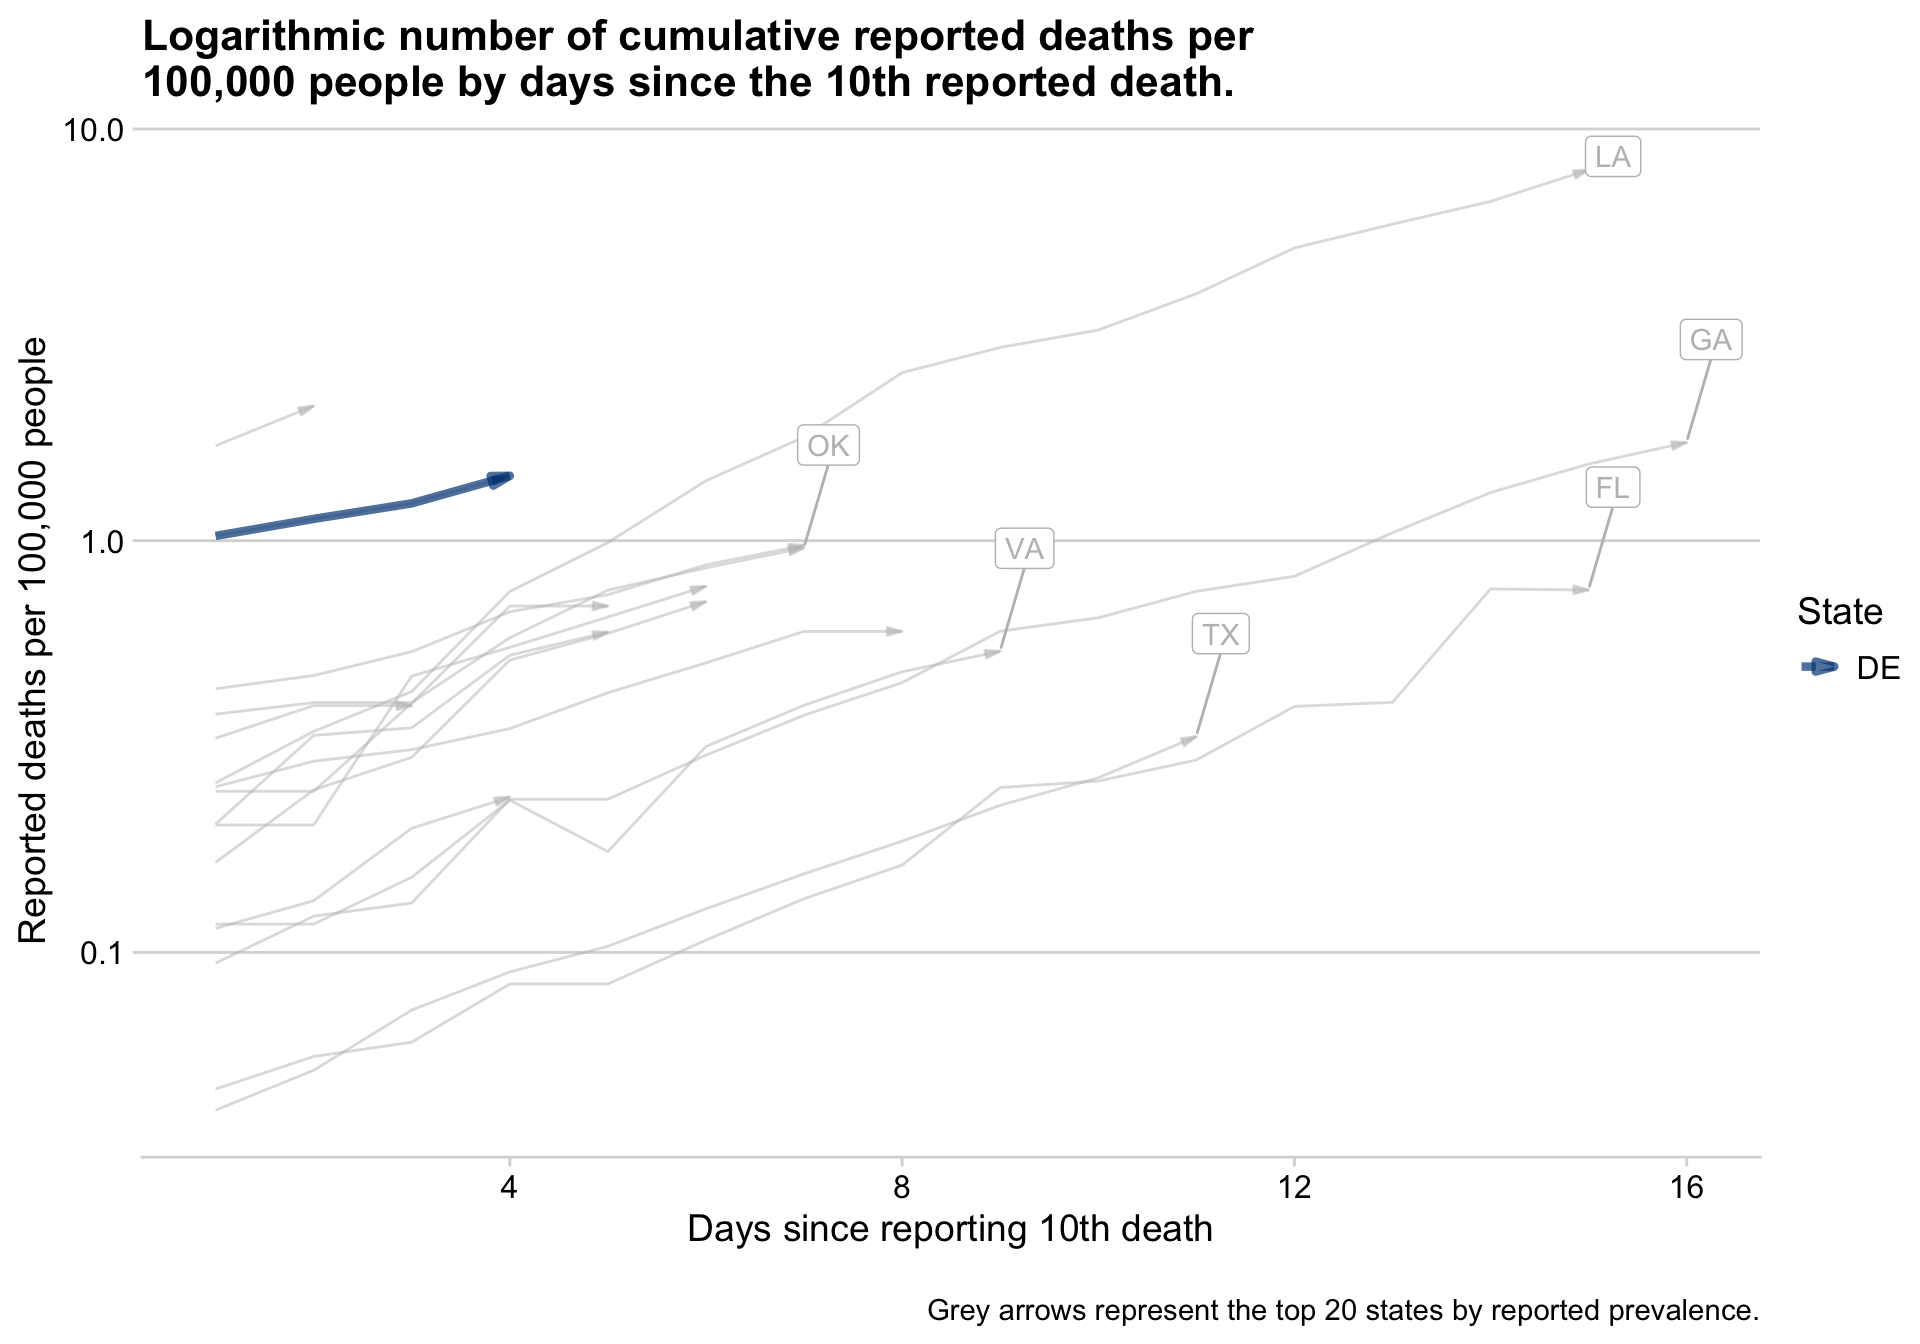 Logarithmic number of cumulative reported deaths per
100,000 people by days since the 10th reported death.
10.0
LA
GA
OK
FL
VA
1.0
TX
0.1
Reported deaths per 100,000 people
State
DE
4
8
12
16
Days since reporting 10th death
Grey arrows represent the top 20 states by reported prevalence.